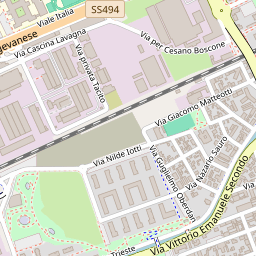 SS494
Viale Italia
gevanese
Via Cascina Lavagna
Via per
Cesano Boscone
Via privata Tacito
Via Giacomo Matteotti
Via Nilde Iotti
Via Nazario Sauro
Via Guglielmo Oberdan
Via Vittorio Emanuele Secondo
Trieste